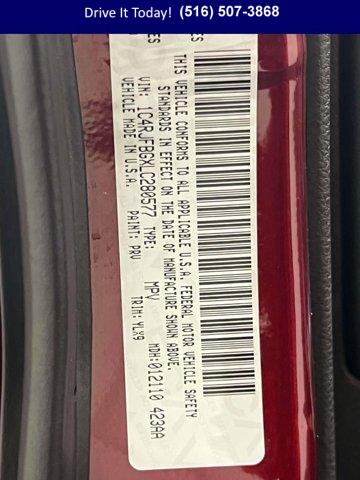 Drive It Today! (516) 507-3868
THIS VEHICLE CONFORMS TO ALL APPLICABLE U.S.A. FEDERAL MOTOR VEHICLE SAFETY
STANDARDS IN EFFECT ON THE DATE OF MANUFACTURE SHOWN ABOVE.
VIN: 1C4RJFBGXLC280577 TYPE: MPV MDH:012110 423AA
VEHICLE MADE IN U.S.A. PAINT: PRV TRIM: YLX9